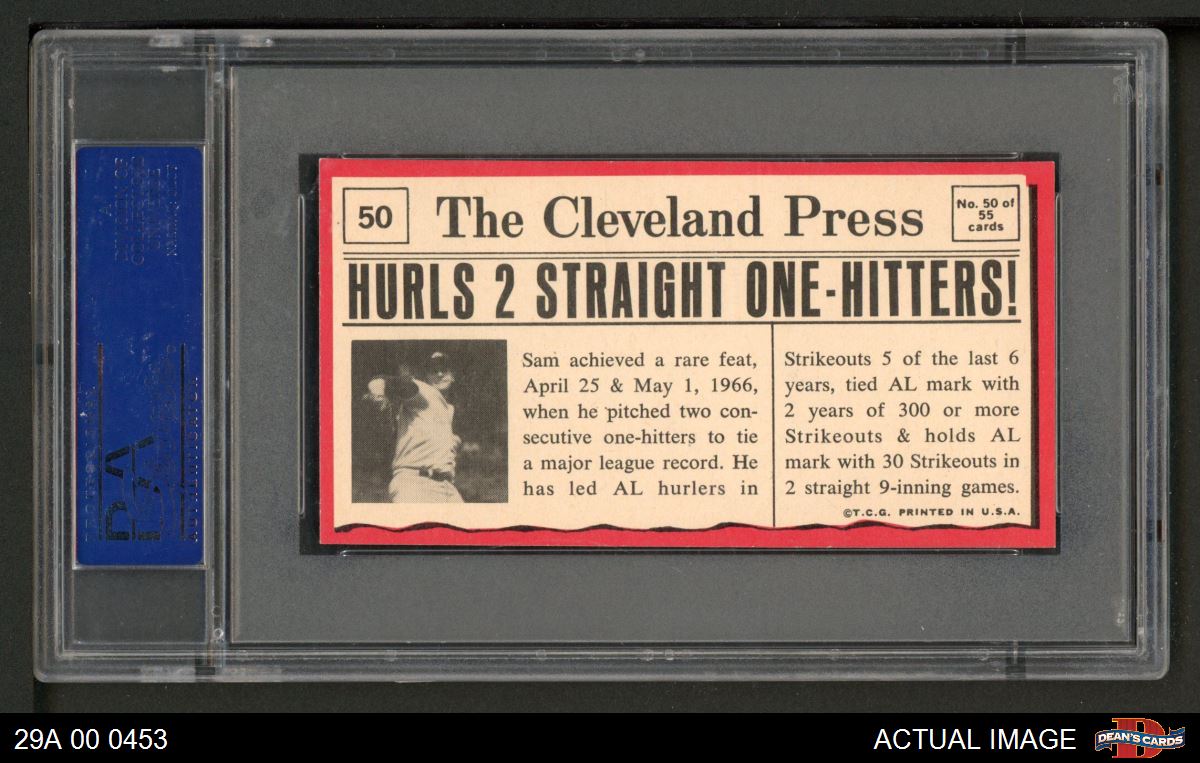 50
The Cleveland Press
No. 50 of
55
cards
HURLS 2 STRAIGHT ONE-HITTERS!
Sam achieved a rare feat,
April 25 & May 1, 1966,
when he pitched two con-
secutive one-hitters to tie
a major league record. He
has led AL hurlers in
Strikeouts 5 of the last 6
years, tied AL mark with
2 years of 300 or more
Strikeouts & holds AL
mark with 30 Strikeouts in
2 straight 9-inning games.
©T.C.G. PRINTED IN U.S.A.
29A 00 0453
ACTUAL IMAGE
DEAN'S CARDS